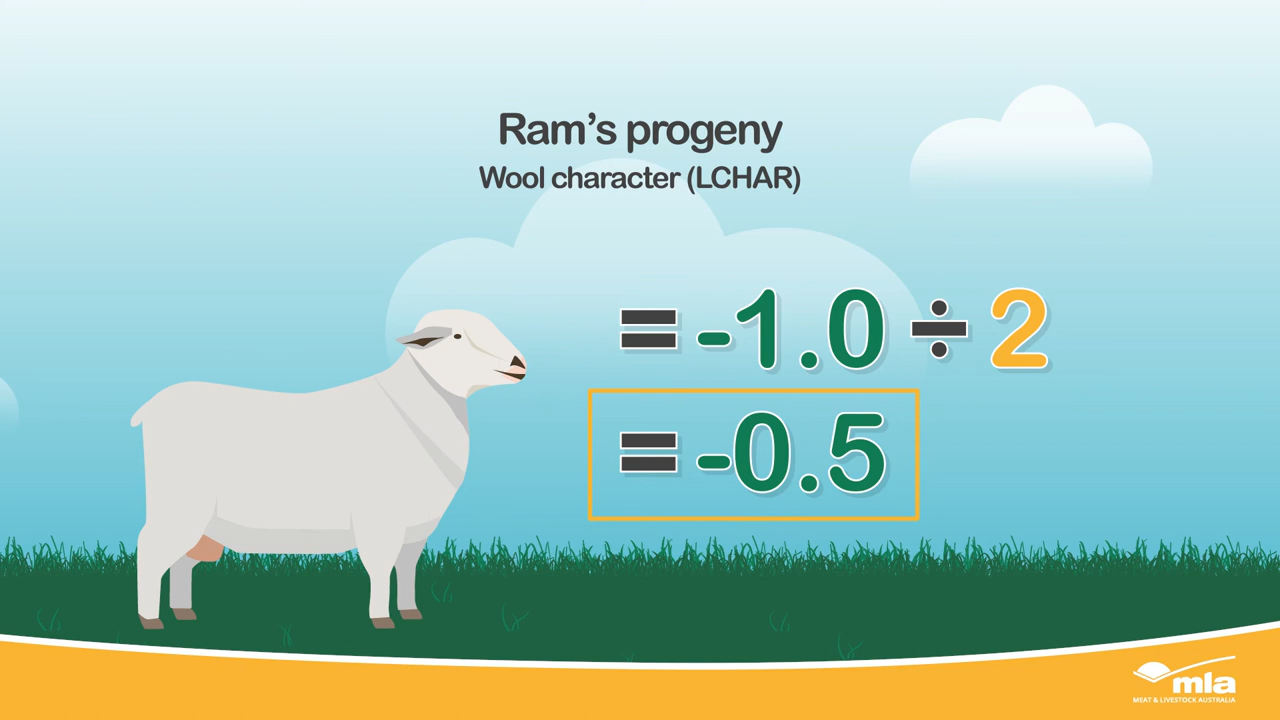 Ram's progeny
Wool character (LCHAR)
= -1.0 ÷ 2
= -0.5
mla
MEAT & LIVESTOCK AUSTRALIA